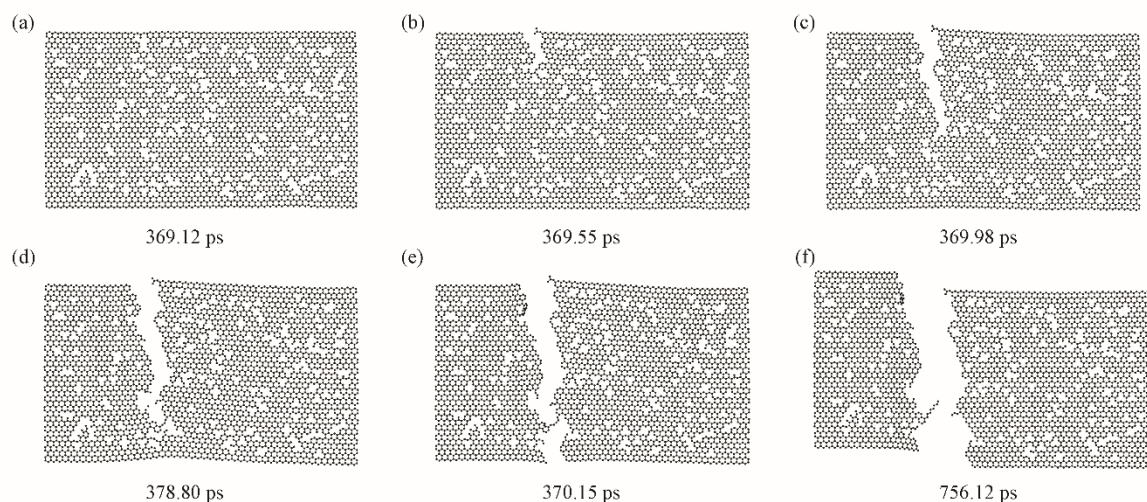 (a)
(b)
(c)
369.12 ps
369.55 ps
369.98 ps
(d)
(e)
(f)
378.80 ps
370.15 ps
756.12 ps